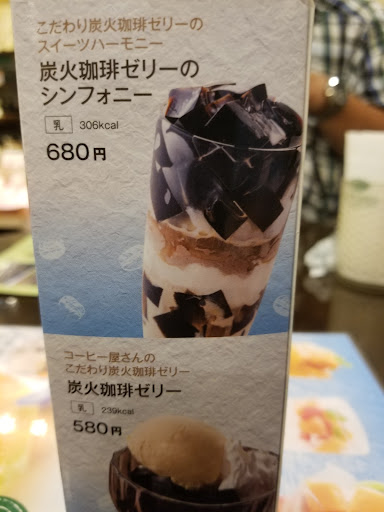 こだわり炭火珈琲ゼリーの
スイーツハーモニー
炭火珈琲ゼリーの
シンフォニー
乳 306kcal
680円
コーヒー屋さんの
こだわり炭火珈琲ゼリー
炭火珈琲ゼリー
乳 239kcal
580円